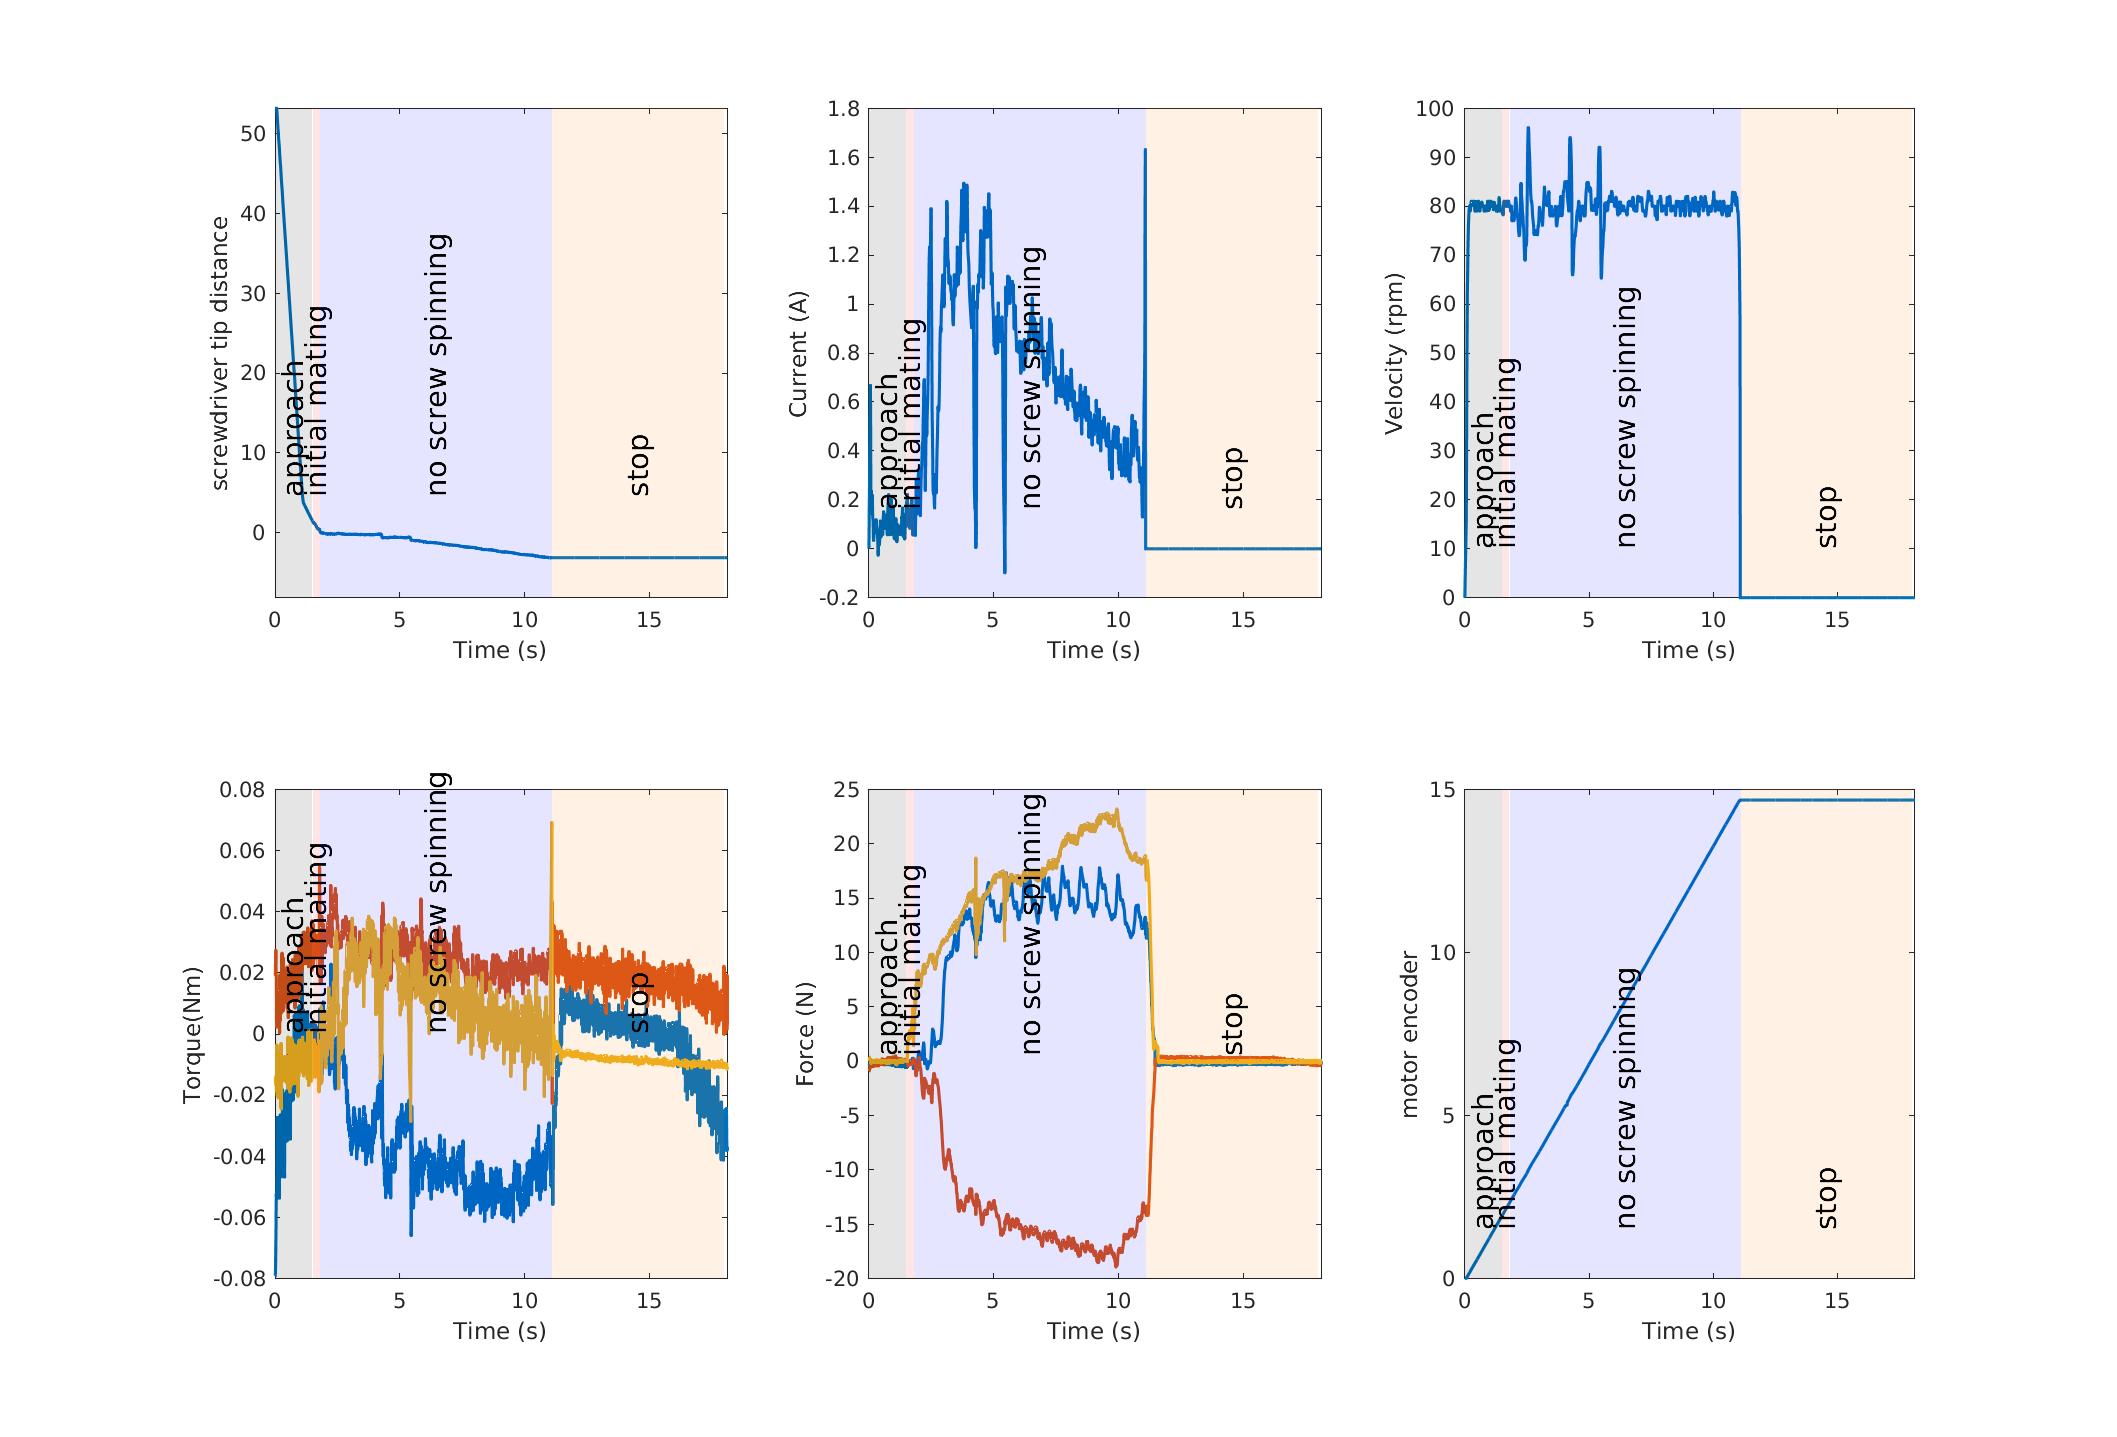 50
40
30
20
10
0
screwdriver tip distance
approach
initial mating
no screw spinning
stop
0 5 10 15
Time (s)
1.8
1.6
1.4
1.2
1
0.8
0.6
0.4
0.2
0
-0.2
Current (A)
approach
initial mating
no screw spinning
stop
0 5 10 15
Time (s)
100
90
80
70
60
50
40
30
20
10
0
Velocity (rpm)
approach
initial mating
no screw spinning
stop
0 5 10 15
Time (s)
0.08
0.06
0.04
0.02
0
-0.02
-0.04
-0.06
-0.08
Torque(Nm)
approach
initial mating
no screw spinning
stop
0 5 10 15
Time (s)
25
20
15
10
5
0
-5
-10
-15
-20
Force (N)
approach
initial mating
no screw spinning
stop
0 5 10 15
Time (s)
15
10
5
0
motor encoder
approach
initial mating
no screw spinning
stop
0 5 10 15
Time (s)